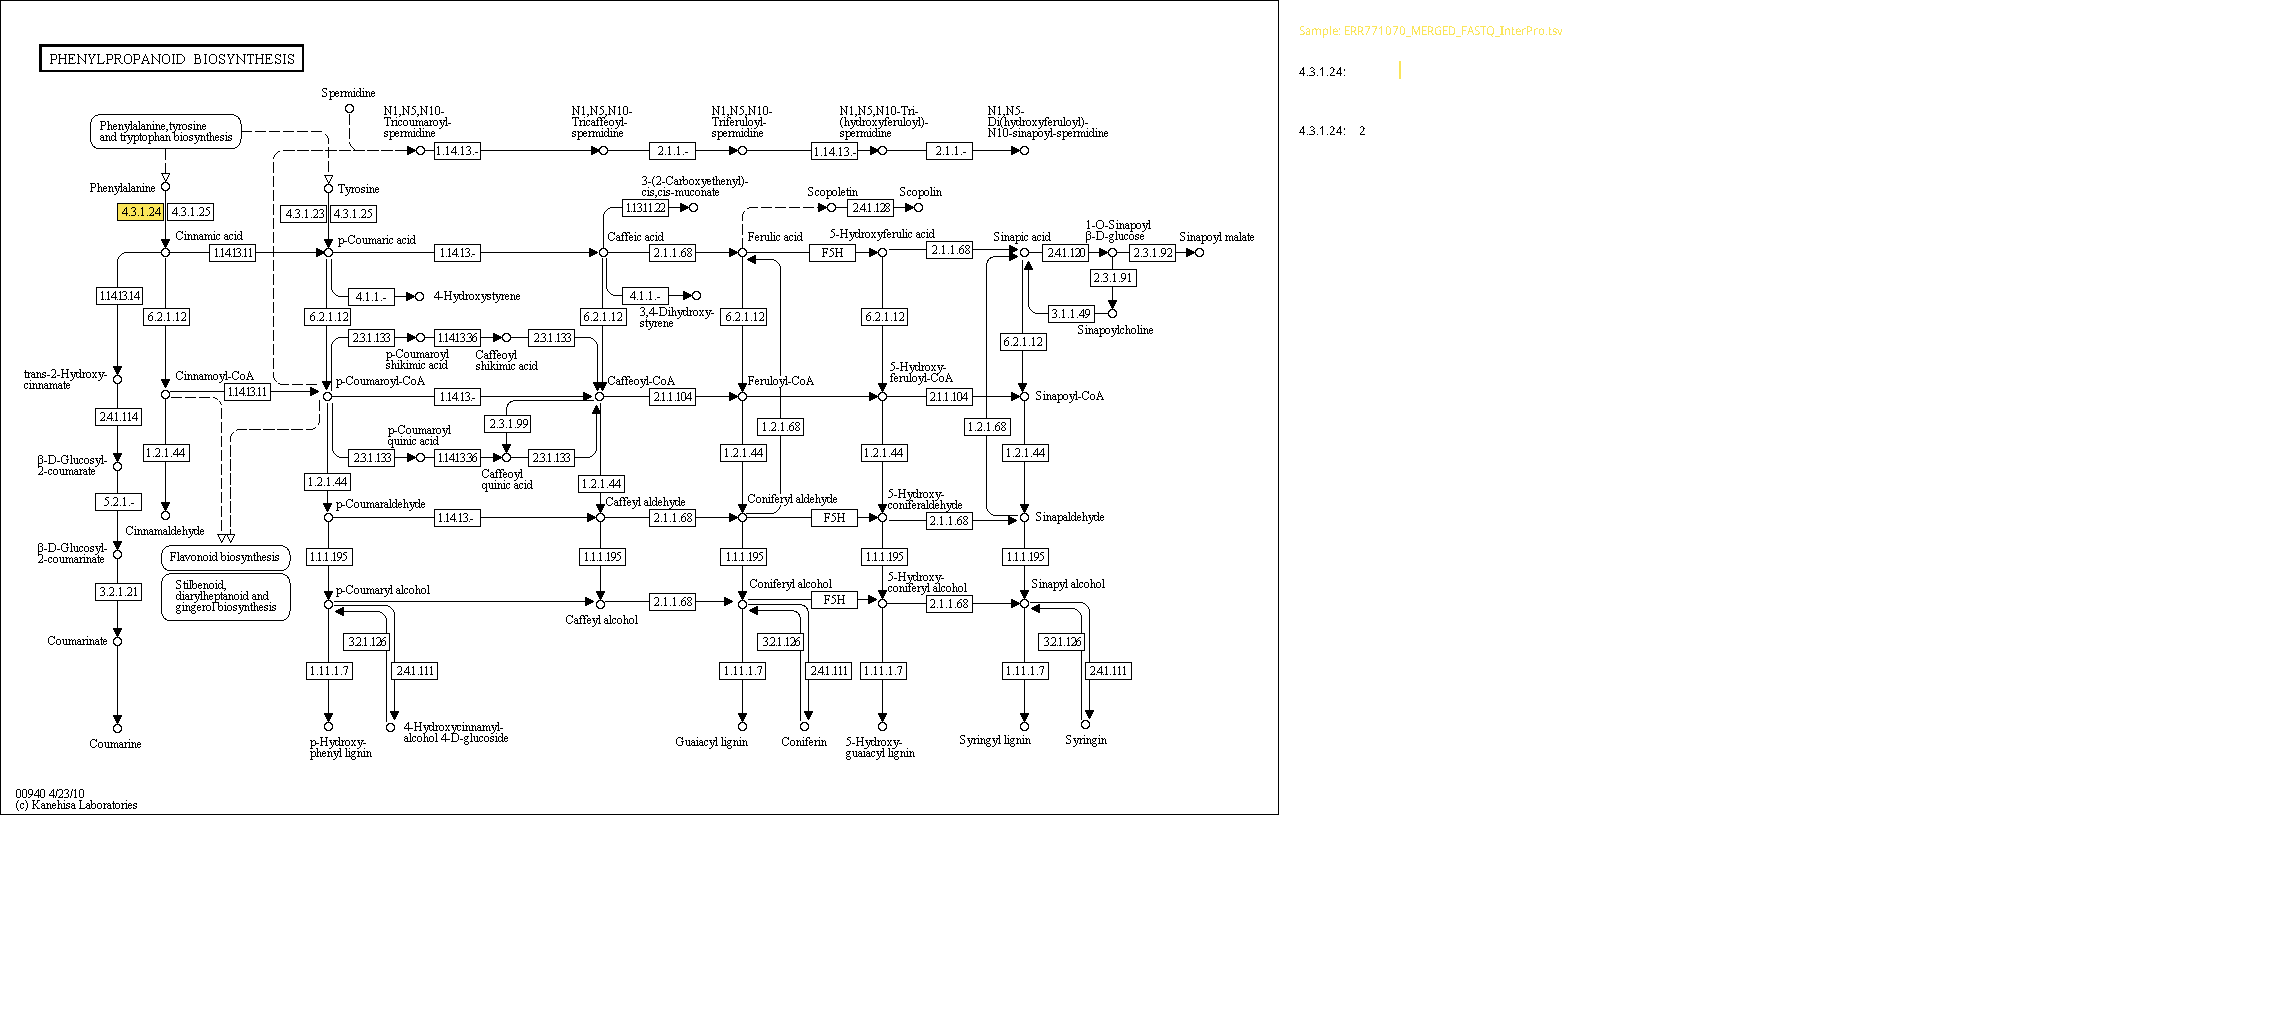 Sample: ERR771070_MERGED_FASTQ_InterPro.tsv
PHENYLPROPANOID BIOSYNTHESIS
4.3.1.24:
Spermidine
N1,N5,N10-
Tricoumaroyl-
spermidine
N1,N5,N10-
Tricaffeoyl-
spermidine
N1,N5,N10-
Triferuloyl-
spermidine
N1,N5,N10-Tri-
(hydroxyferuloyl)-
spermidine
N1,N5-
Di(hydroxyferuloyl)-
N10-sinapoyl-spermidine
Phenylalanine,tyrosine
and tryptophan biosynthesis
4.3.1.24: 2
1.14.13.- 2.1.1.- 1.14.13.- 2.1.1.-
Phenylalanine
Tyrosine
3-(2-Carboxyethenyl)-
cis,cis-muconate
Scopoletin
Scopolin
1.13.11.22
2.4.1.128
4.3.1.24 4.3.1.25 4.3.1.23 4.3.1.25
Cinnamic acid
p-Coumaric acid
Caffeic acid
Ferulic acid
5-Hydroxyferulic acid
Sinapic acid
1-O-Sinapoyl
β-D-glucose
Sinapoyl malate
1.14.13.11 1.14.13.- 2.1.1.68 F5H 2.1.1.68 2.4.1.120 2.3.1.92
2.3.1.91
1.14.13.14
4.1.1.-
4-Hydroxystyrene
4.1.1.-
3,4-Dihydroxy-
styrene
6.2.1.12 6.2.1.12 6.2.1.12 6.2.1.12 6.2.1.12
3.1.1.49
Sinapoylcholine
2.3.1.133 1.14.13.36 2.3.1.133
6.2.1.12
p-Coumaroyl
shikimic acid
Caffeoyl
shikimic acid
trans-2-Hydroxy-
cinnamate
Cinnamoyl-CoA
p-Coumaroyl-CoA
Caffeoyl-CoA
Feruloyl-CoA
5-Hydroxy-
feruloyl-CoA
Sinapoyl-CoA
1.14.13.11 1.14.13.- 2.1.1.104 2.1.1.104
2.4.1.114
2.3.1.99
1.2.1.68 1.2.1.68
p-Coumaroyl
quinic acid
β-D-Glucosyl-
2-coumarate
1.2.1.44
2.3.1.133 1.14.13.36 2.3.1.133
1.2.1.44 1.2.1.44 1.2.1.44
Caffeoyl
quinic acid
1.2.1.44 1.2.1.44
5.2.1.-
Cinnamaldehyde
p-Coumaraldehyde
Caffeyl aldehyde
Coniferyl aldehyde
5-Hydroxy-
coniferaldehyde
Sinapaldehyde
1.14.13.- 2.1.1.68 F5H 2.1.1.68
β-D-Glucosyl-
2-coumarinate
Flavonoid biosynthesis
1.1.1.195 1.1.1.195 1.1.1.195 1.1.1.195 1.1.1.195
Stilbenoid,
diarylheptanoid and
gingerol biosynthesis
3.2.1.21
p-Coumaryl alcohol
Caffeyl alcohol
Coniferyl alcohol
5-Hydroxy-
coniferyl alcohol
Sinapyl alcohol
2.1.1.68 F5H 2.1.1.68
Coumarinate
3.2.1.126 3.2.1.126 3.2.1.126
1.11.1.7 2.4.1.111 1.11.1.7 2.4.1.111 1.11.1.7 1.11.1.7 2.4.1.111
Coumarine
p-Hydroxy-
phenyl lignin
4-Hydroxycinnamyl-
alcohol 4-D-glucoside
Guaiacyl lignin
Coniferin
5-Hydroxy-
guaiacyl lignin
Syringyl lignin
Syringin
00940 4/23/10
(c) Kanehisa Laboratories